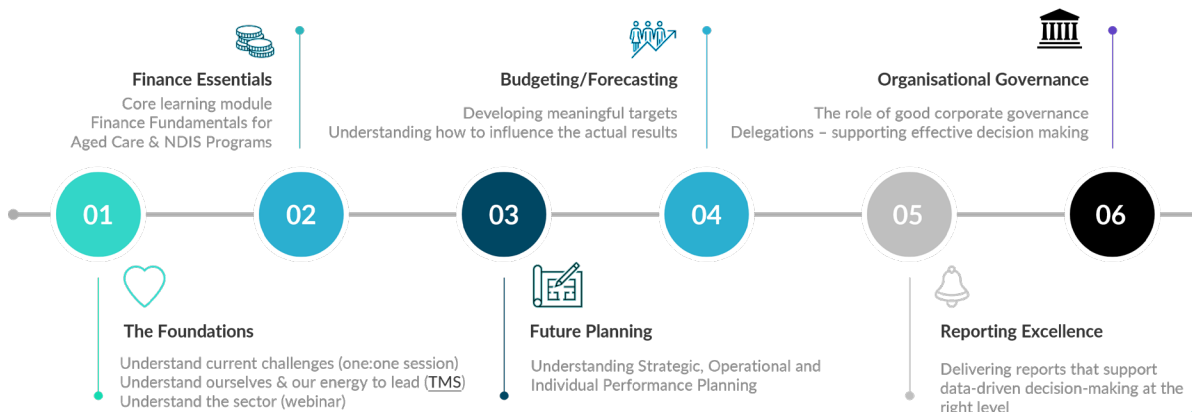 Finance Essentials
Core learning module
Finance Fundamentals for
Aged Care & NDIS Programs
Budgeting/Forecasting
Developing meaningful targets
Understanding how to influence the actual results
Organisational Governance
The role of good corporate governance
Delegations – supporting effective decision making
01
02
03
04
05
06
The Foundations
Understand current challenges (one:one session)
Understand ourselves & our energy to lead (TMS)
Understand the sector (webinar)
Future Planning
Understanding Strategic, Operational and
Individual Performance Planning
Reporting Excellence
Delivering reports that support
data-driven decision-making at the
right level